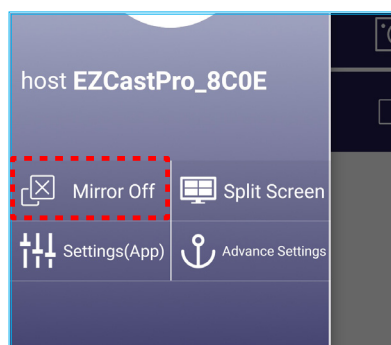 host EZCastPro_8C0E
Mirror Off
Split Screen
Settings(App)
Advance Settings